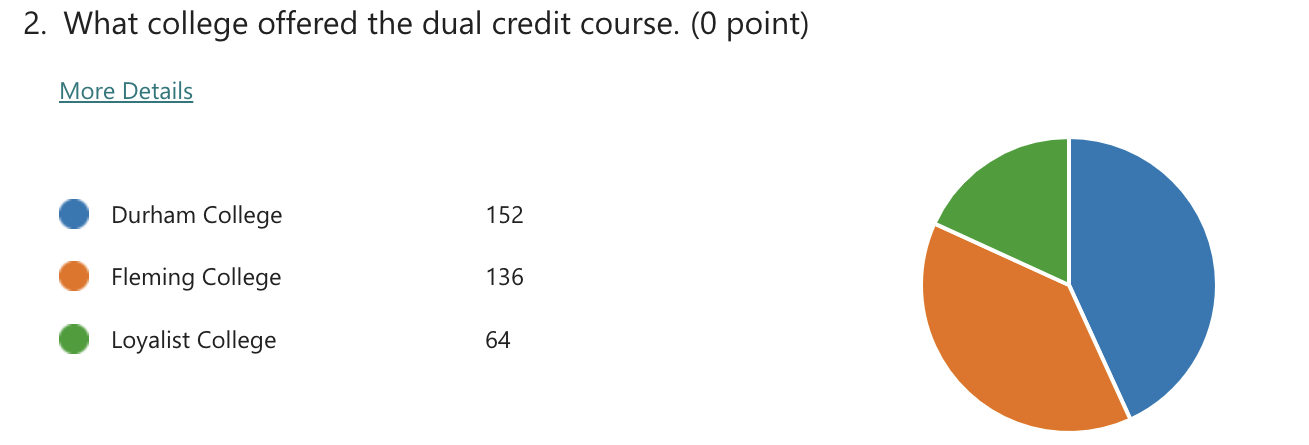 2. What college offered the dual credit course. (0 point)
More Details
Durham College 152
Fleming College 136
Loyalist College 64